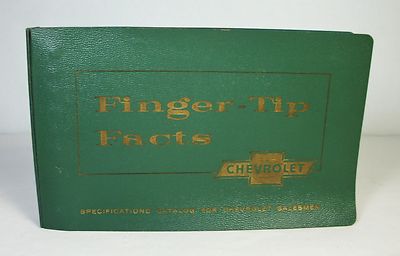 Finger-Tip
Facts
CHEVROLET
SPECIFICATIONS CATALOG FOR CHEVROLET SALESMEN